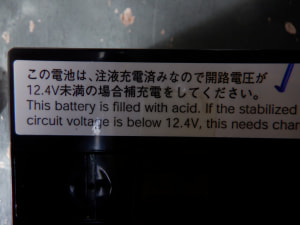 この電池は、注液充電済みなので開路電圧が
12.4V未満の場合補充電をしてください。
This battery is filled with acid. If the stabilized
circuit voltage is below 12.4V, this needs char